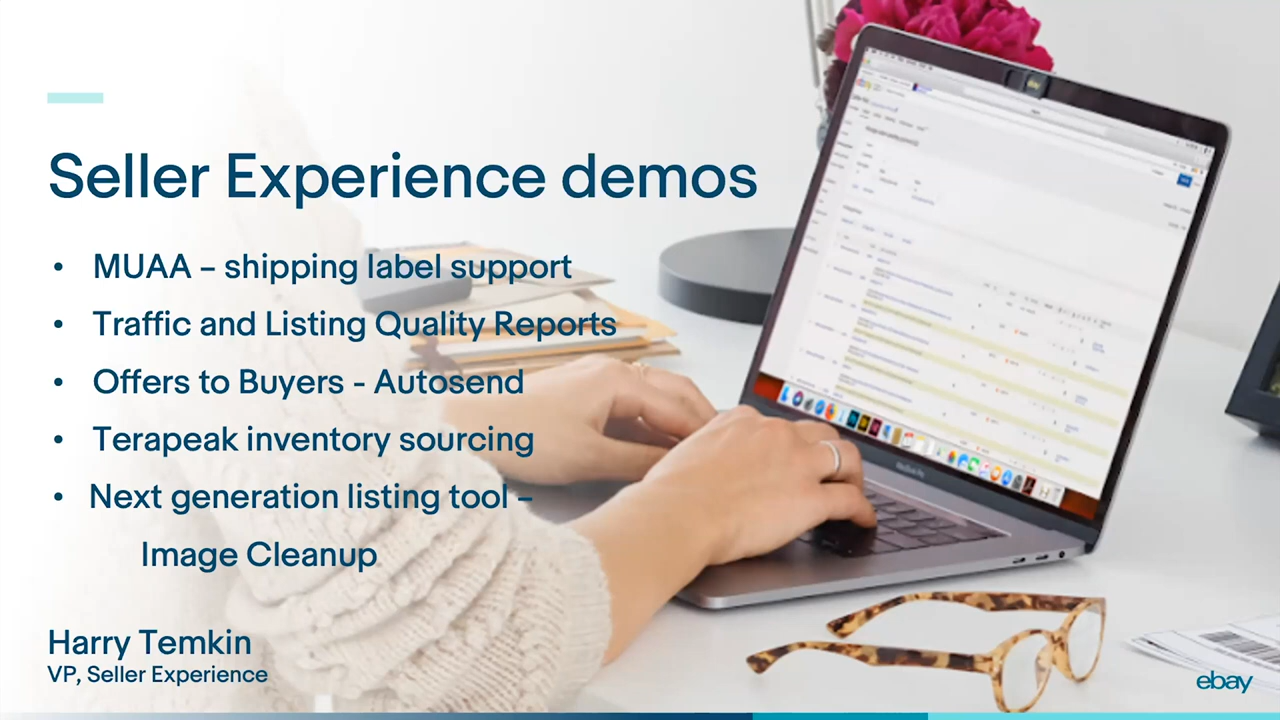 Seller Experience demos
• MUAA – shipping label support
• Traffic and Listing Quality Reports
• Offers to Buyers - Autosend
• Terapeak inventory sourcing
• Next generation listing tool –
Image Cleanup
Harry Temkin
VP, Seller Experience
ebay